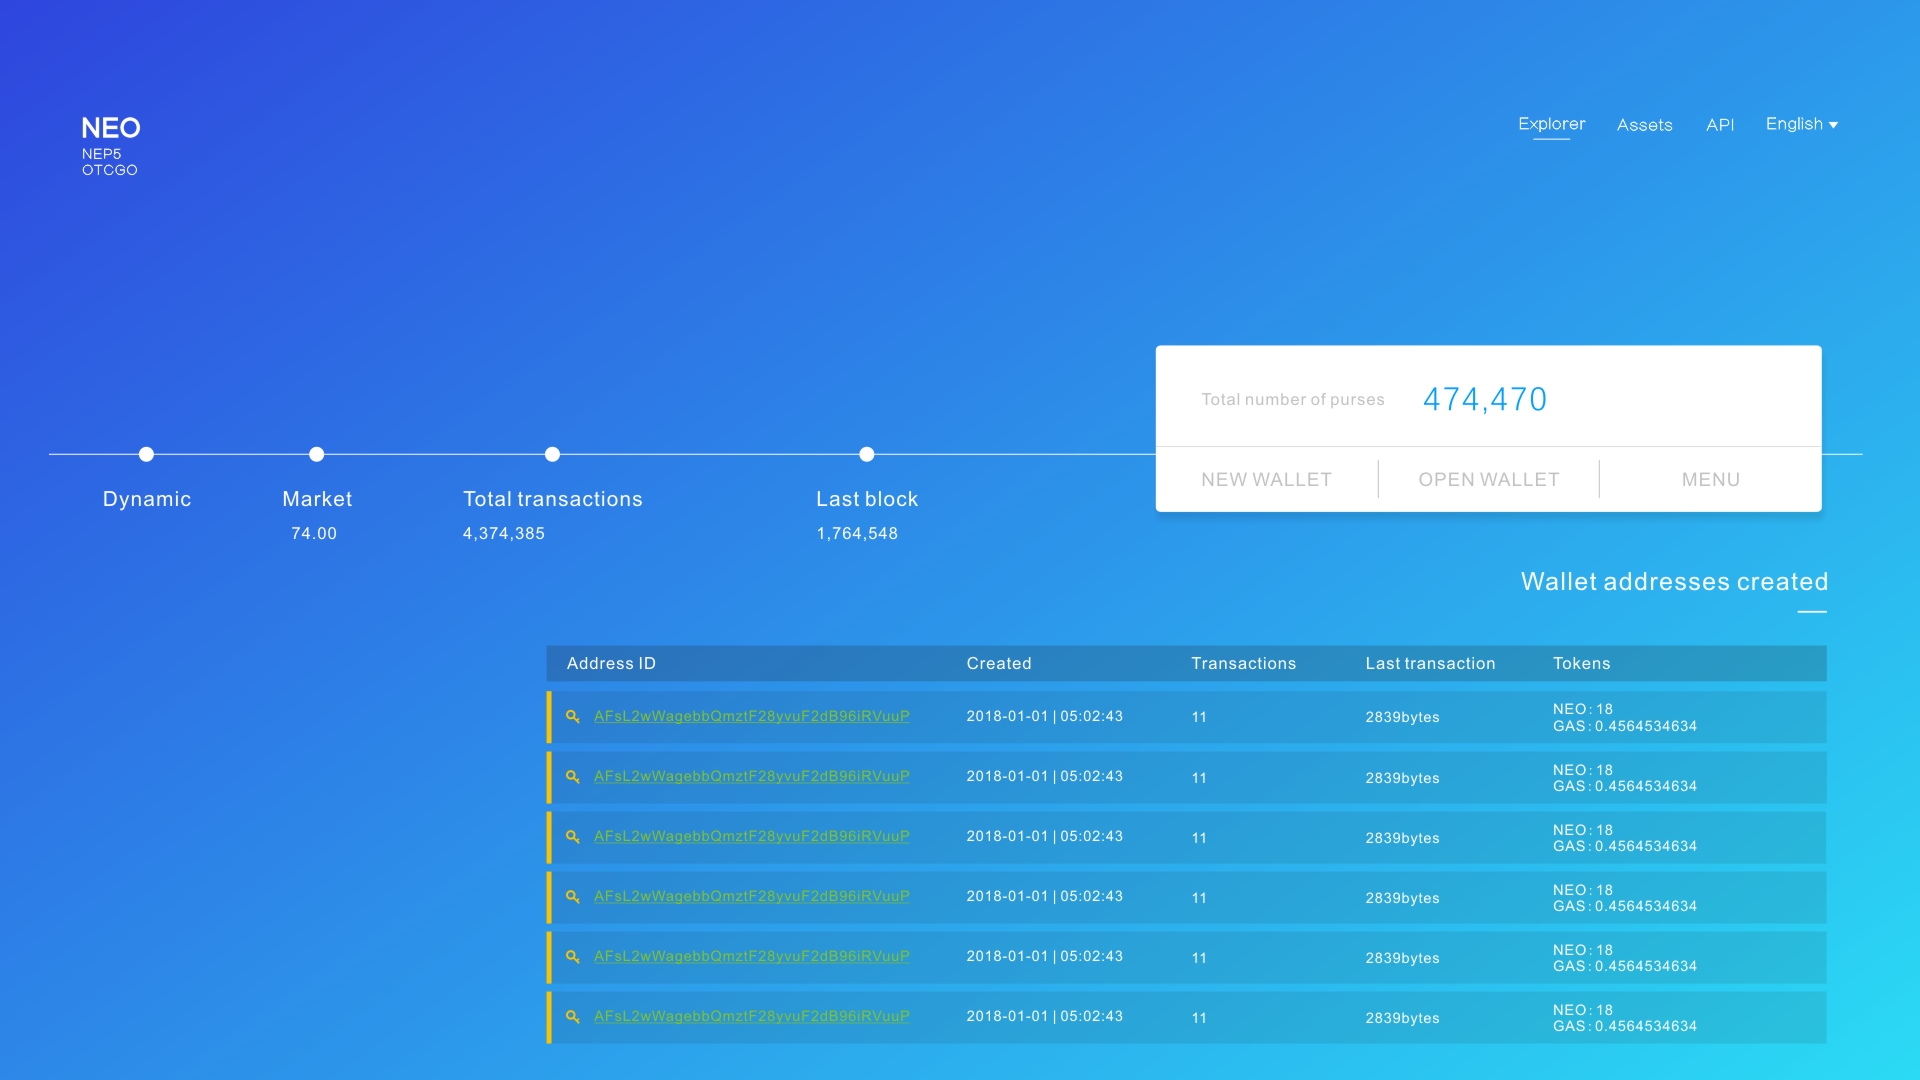 NEO
NEP5
OTCGO
Explorer Assets API English
Total number of purses 474,470
NEW WALLET OPEN WALLET MENU
Dynamic Market Total transactions Last block
74.00 4,374,385 1,764,548
Wallet addresses created
Address ID Created Transactions Last transaction Tokens
AFsL2wWagebbQmztF28yvuF2dB96iRVuuP 2018-01-01 | 05:02:43 11 2839bytes NEO : 18
GAS : 0.4564534634
AFsL2wWagebbQmztF28yvuF2dB96iRVuuP 2018-01-01 | 05:02:43 11 2839bytes NEO : 18
GAS : 0.4564534634
AFsL2wWagebbQmztF28yvuF2dB96iRVuuP 2018-01-01 | 05:02:43 11 2839bytes NEO : 18
GAS : 0.4564534634
AFsL2wWagebbQmztF28yvuF2dB96iRVuuP 2018-01-01 | 05:02:43 11 2839bytes NEO : 18
GAS : 0.4564534634
AFsL2wWagebbQmztF28yvuF2dB96iRVuuP 2018-01-01 | 05:02:43 11 2839bytes NEO : 18
GAS : 0.4564534634
AFsL2wWagebbQmztF28yvuF2dB96iRVuuP 2018-01-01 | 05:02:43 11 2839bytes NEO : 18
GAS : 0.4564534634